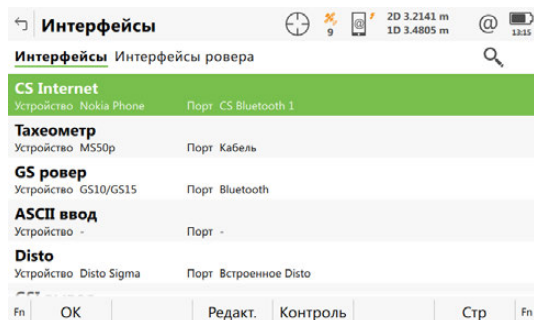 Интерфейсы
9
@
2D 3.2141 m
1D 3.4805 m
@
13:15
Интерфейсы Интерфейсы ровера
CS Internet
Устройство Nokia Phone Порт CS Bluetooth 1
Тахеометр
Устройство MS50p Порт Кабель
GS ровер
Устройство GS10/GS15 Порт Bluetooth
ASCII ввод
Устройство - Порт -
Disto
Устройство Disto Sigma Порт Встроенное Disto
Fn OK Редакт. Контроль Стр Fn